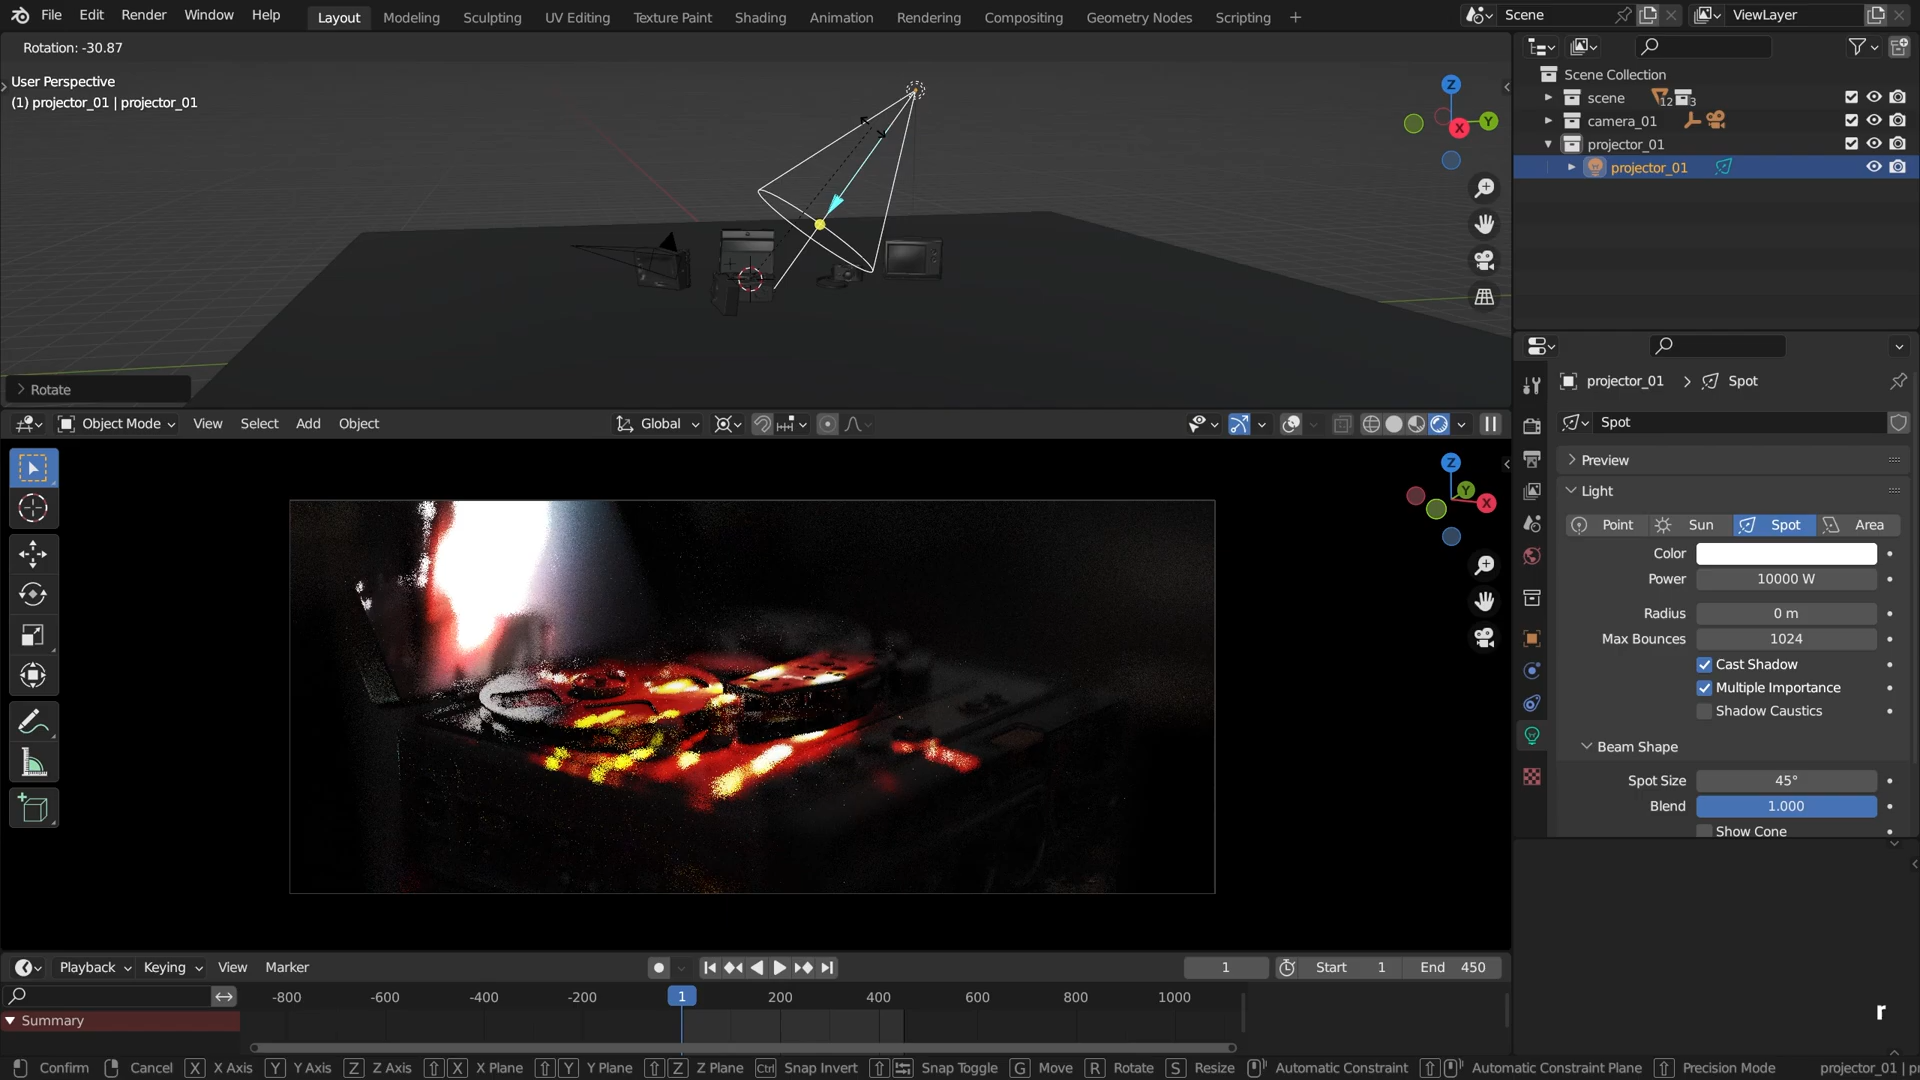 File Edit Render Window Help Layout Modeling Sculpting UV Editing Texture Paint Shading Animation Rendering Compositing Geometry Nodes Scripting + Scene ViewLayer
Rotation: -30.87
User Perspective
(1) projector_01 | projector_01
Z
Y
X
Rotate
Scene Collection
scene 12 3
camera_01
projector_01
projector_01
Object Mode View Select Add Object Global
Z
Y
X
projector_01 > Spot
Spot
Preview
Light
Point Sun Spot Area
Color
Power 10000 W
Radius 0 m
Max Bounces 1024
Cast Shadow
Multiple Importance
Shadow Caustics
Beam Shape
Spot Size 45°
Blend 1.000
Show Cone
Playback Keying View Marker 1 Start 1 End 450
-800 -600 -400 -200 1 200 400 600 800 1000
Summary
r
Confirm Cancel X X Axis Y Y Axis Z Z Axis X X Plane Y Y Plane Z Z Plane Ctrl Snap Invert Snap Toggle G Move R Rotate S Resize Automatic Constraint Automatic Constraint Plane Precision Mode projector_01 | pr